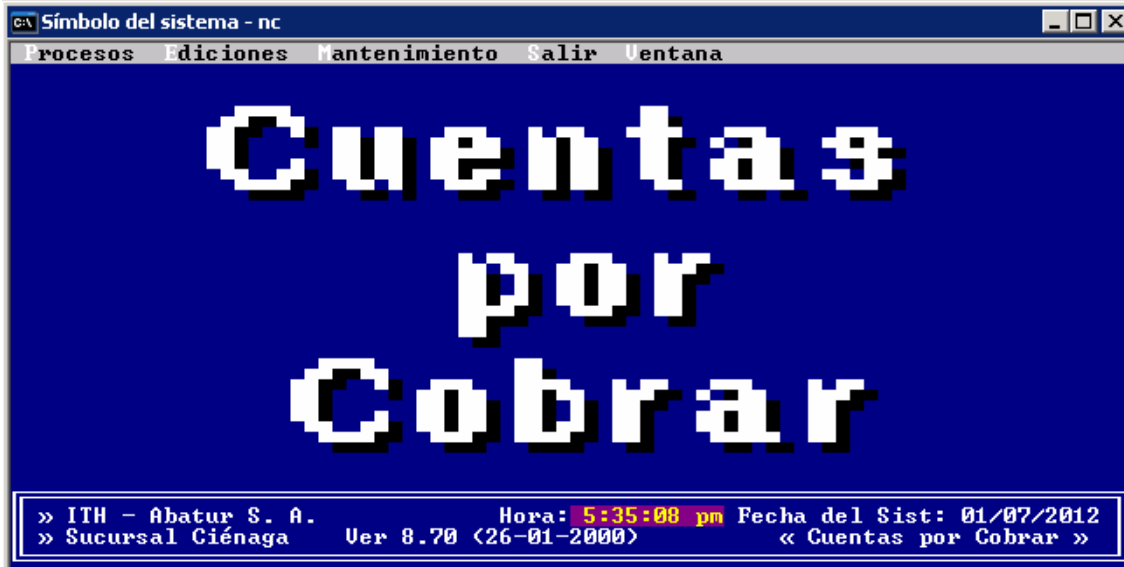 Símbolo del sistema - nc
Procesos Ediciones Mantenimiento Salir Ventana
Cuentas
por
Cobrar
» ITH - Abatur S. A. Hora: 5:35:08 pm Fecha del Sist: 01/07/2012
» Sucursal Ciénaga Ver 8.70 (26-01-2000) « Cuentas por Cobrar »